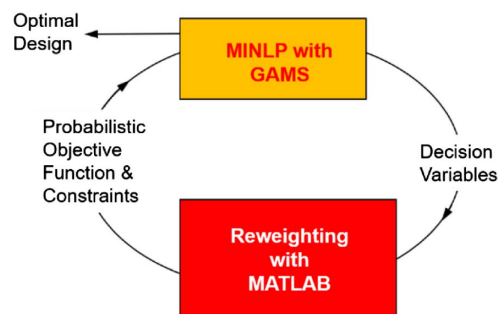 Optimal
Design
MINLP with
GAMS
Probabilistic
Objective
Function &
Constraints
Decision
Variables
Reweighting
with
MATLAB